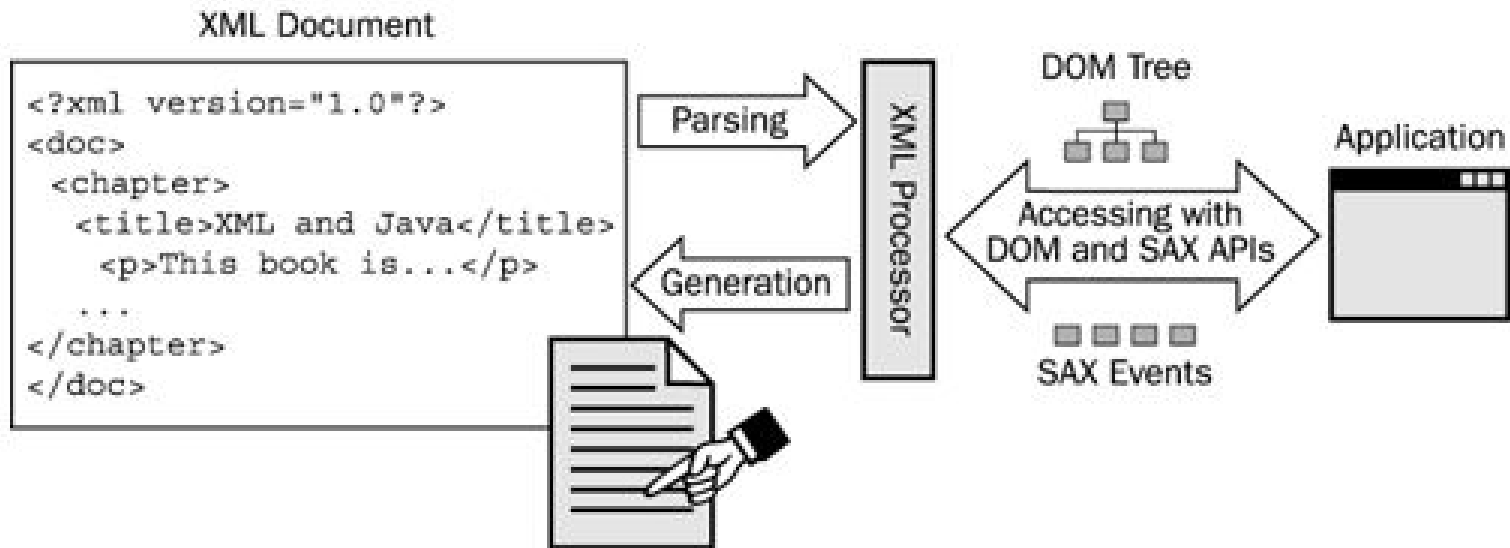 XML Document
<?xml version="1.0"?>
<doc>
<chapter>
<title>XML and Java</title>
<p>This book is...</p>
...
</chapter>
</doc>
Parsing
Generation
XML Processor
DOM Tree
Accessing with
DOM and SAX APIs
SAX Events
Application